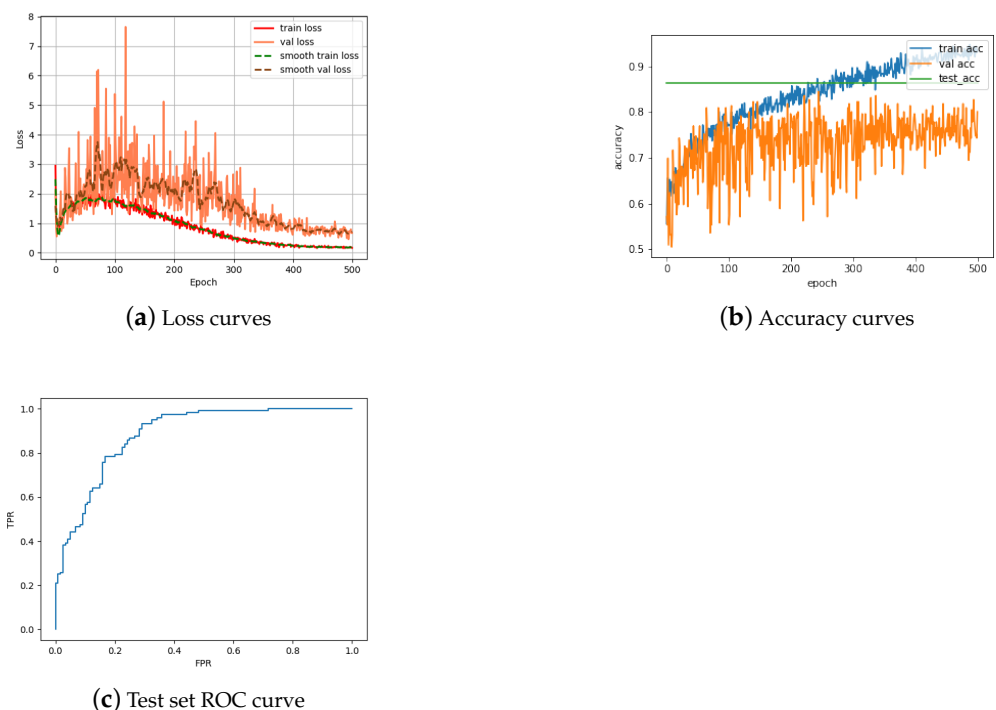 8
7
6
5
4
3
2
1
0
Loss
0
100
200
300
400
500
Epoch
train loss
val loss
smooth train loss
smooth val loss
(a) Loss curves
0.9
0.8
0.7
0.6
0.5
accuracy
0
100
200
300
400
500
epoch
train acc
val acc
test_acc
(b) Accuracy curves
1.0
0.8
0.6
0.4
0.2
0.0
TPR
0.0
0.2
0.4
0.6
0.8
1.0
FPR
(c) Test set ROC curve